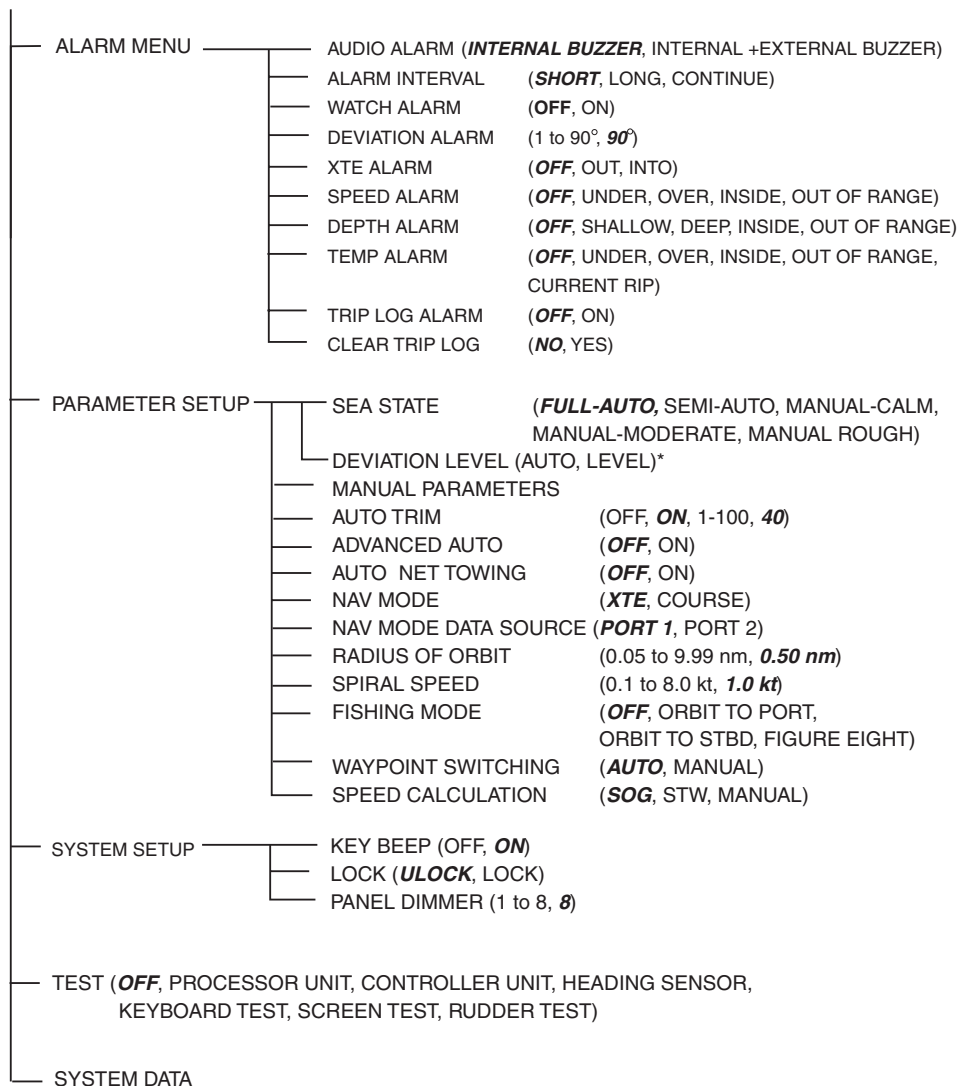 ALARM MENU AUDIO ALARM (INTERNAL BUZZER, INTERNAL +EXTERNAL BUZZER)
ALARM INTERVAL (SHORT, LONG, CONTINUE)
WATCH ALARM (OFF, ON)
DEVIATION ALARM (1 to 90°, 90°)
XTE ALARM (OFF, OUT, INTO)
SPEED ALARM (OFF, UNDER, OVER, INSIDE, OUT OF RANGE)
DEPTH ALARM (OFF, SHALLOW, DEEP, INSIDE, OUT OF RANGE)
TEMP ALARM (OFF, UNDER, OVER, INSIDE, OUT OF RANGE,
CURRENT RIP)
TRIP LOG ALARM (OFF, ON)
CLEAR TRIP LOG (NO, YES)
PARAMETER SETUP SEA STATE (FULL-AUTO, SEMI-AUTO, MANUAL-CALM,
MANUAL-MODERATE, MANUAL ROUGH)
DEVIATION LEVEL (AUTO, LEVEL)*
MANUAL PARAMETERS
AUTO TRIM (OFF, ON, 1-100, 40)
ADVANCED AUTO (OFF, ON)
AUTO NET TOWING (OFF, ON)
NAV MODE (XTE, COURSE)
NAV MODE DATA SOURCE (PORT 1, PORT 2)
RADIUS OF ORBIT (0.05 to 9.99 nm, 0.50 nm)
SPIRAL SPEED (0.1 to 8.0 kt, 1.0 kt)
FISHING MODE (OFF, ORBIT TO PORT,
ORBIT TO STBD, FIGURE EIGHT)
WAYPOINT SWITCHING (AUTO, MANUAL)
SPEED CALCULATION (SOG, STW, MANUAL)
SYSTEM SETUP KEY BEEP (OFF, ON)
LOCK (ULOCK, LOCK)
PANEL DIMMER (1 to 8, 8)
TEST (OFF, PROCESSOR UNIT, CONTROLLER UNIT, HEADING SENSOR,
KEYBOARD TEST, SCREEN TEST, RUDDER TEST)
SYSTEM DATA